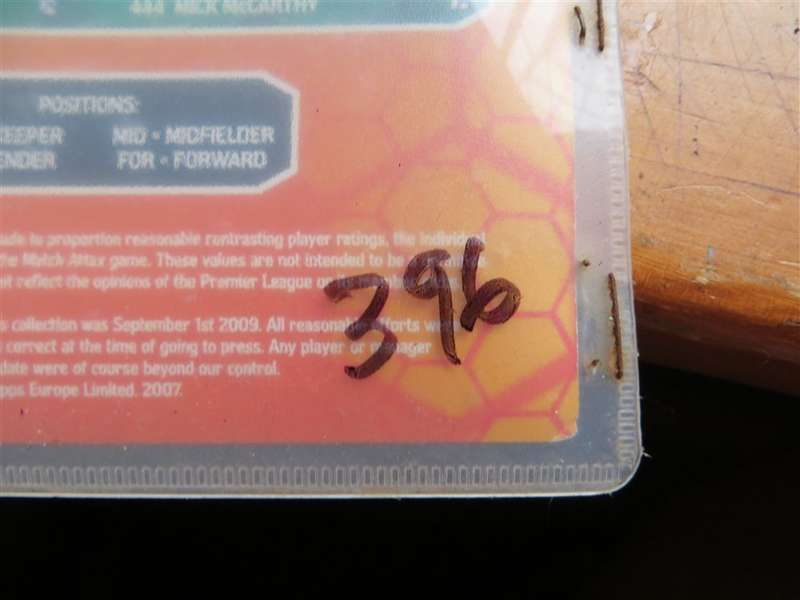 444 MICK McCARTHY
POSITIONS:
EEPER MID - MIDFIELDER
ENDER FOR - FORWARD
ade is proportion reasonable contrasting player ratings, the individual
the Match Attax game. These values are not intended to be
ot reflect the opinions of the Premier League or
396
s collection was September 1st 2009. All reasonable efforts we
correct at the time of going to press. Any player or manager
date were of course beyond our control.
pps Europe Limited. 2007.